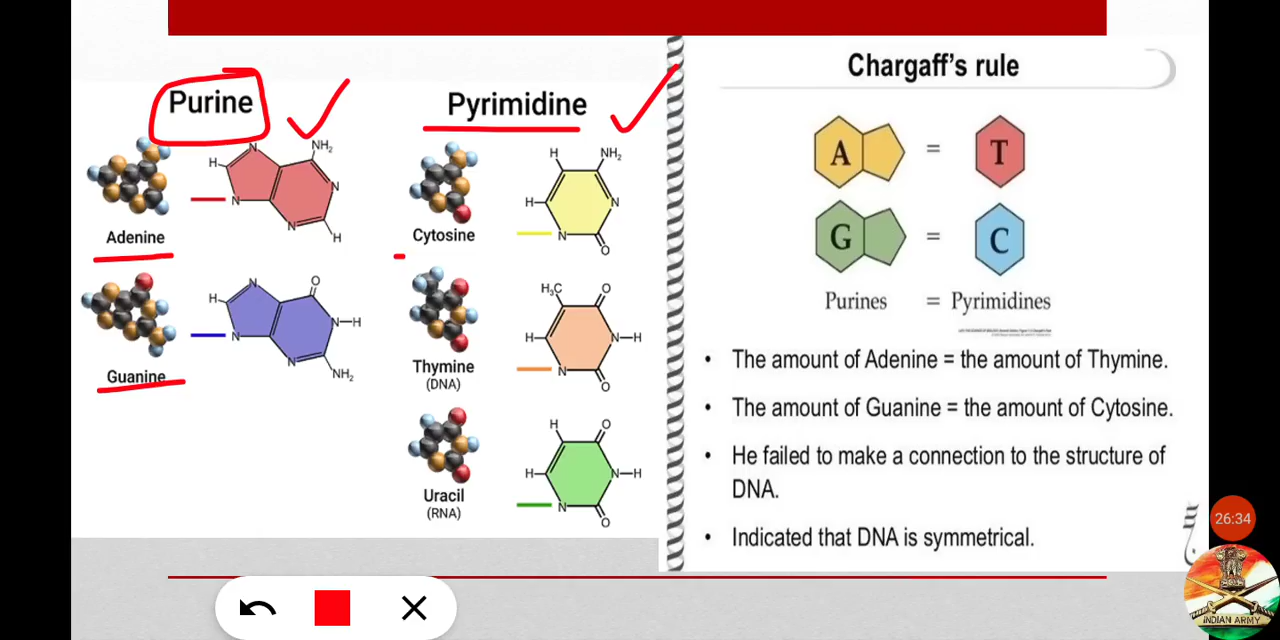 Purine
Pyrimidine
NH₂
H
N
N
N
N
H
Adenine
H
NH₂
H
N
N
O
Cytosine
O
H
N
N
N-H
N
NH₂
Guanine
H₃C
O
H
N-H
N
O
Thymine
(DNA)
H
O
H
N-H
N
O
Uracil
(RNA)
Chargaff's rule
A = T
G = C
Purines = Pyrimidines
• The amount of Adenine = the amount of Thymine.
• The amount of Guanine = the amount of Cytosine.
• He failed to make a connection to the structure of
DNA.
• Indicated that DNA is symmetrical.
26:34
INDIAN ARMY